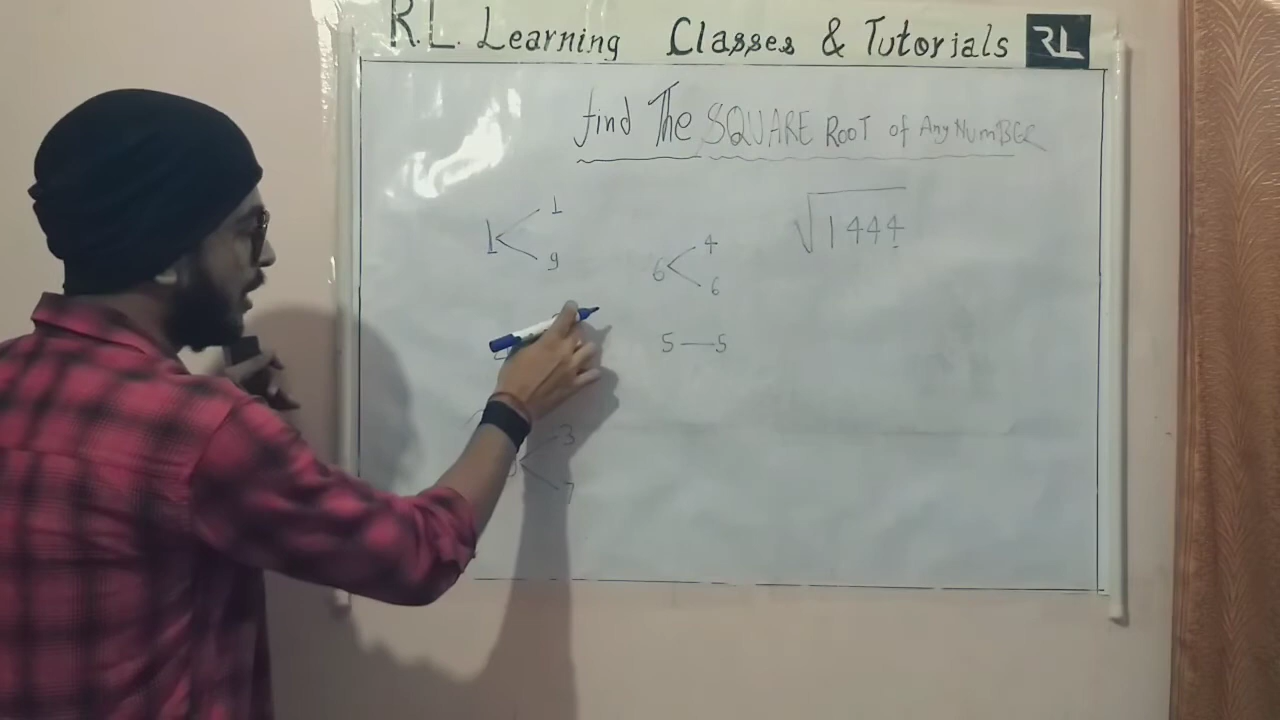 R.L. Learning Classes & Tutorials RL
find The SQUARE ROOT of Any NumBER
1 1 9
6 4 6
√1444
5 — 5
3
7